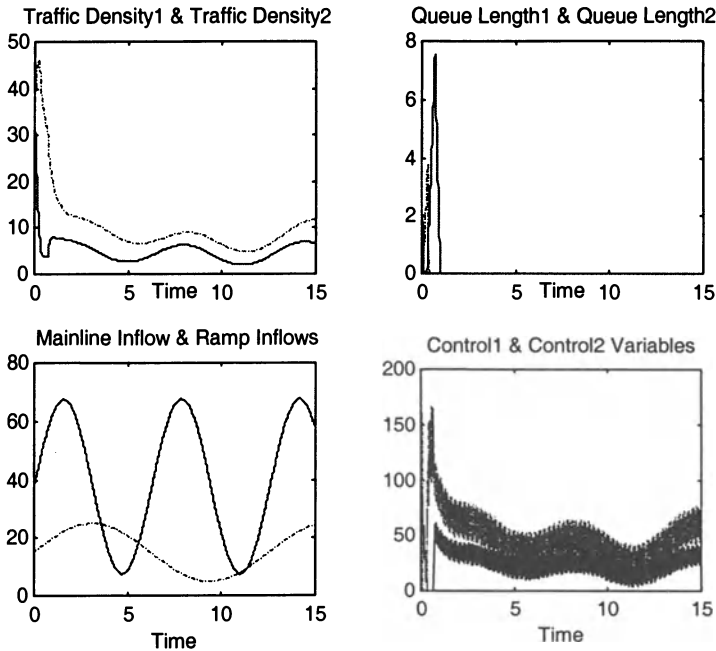 Traffic Density1 & Traffic Density2
50
40
30
20
10
0
0 5 10 15
Time
Queue Length1 & Queue Length2
8
6
4
2
0
0 5 10 15
Time
Mainline Inflow & Ramp Inflows
80
60
40
20
0
0 5 10 15
Time
Control1 & Control2 Variables
200
150
100
50
0
0 5 10 15
Time